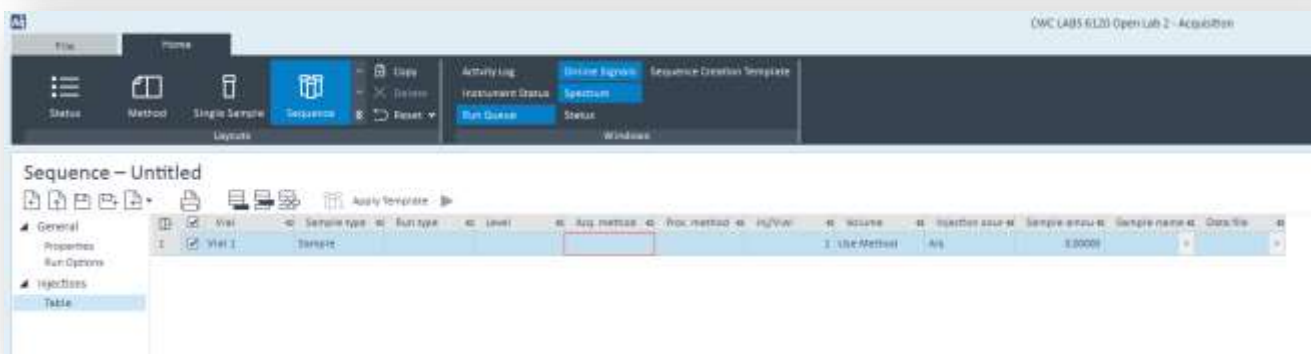 CWC LABS 6120 Open Lab 2 - Acquisition
File Home
Copy Activity Log Online Signals Sequence Creation Template
Delete Instrument Status Spectrum
Status Method Single Sample Sequence Reset Run Queue Status
Layouts Windows
Sequence – Untitled
Apply Template
General Vial Sample type Run type Level Acq. method Proc. method Inj/Vial Volume Injection sour Sample amou Sample name Data file
Properties 1 Vial 1 Sample 1 Use Method 0.00000
Run Options
Injections
Table